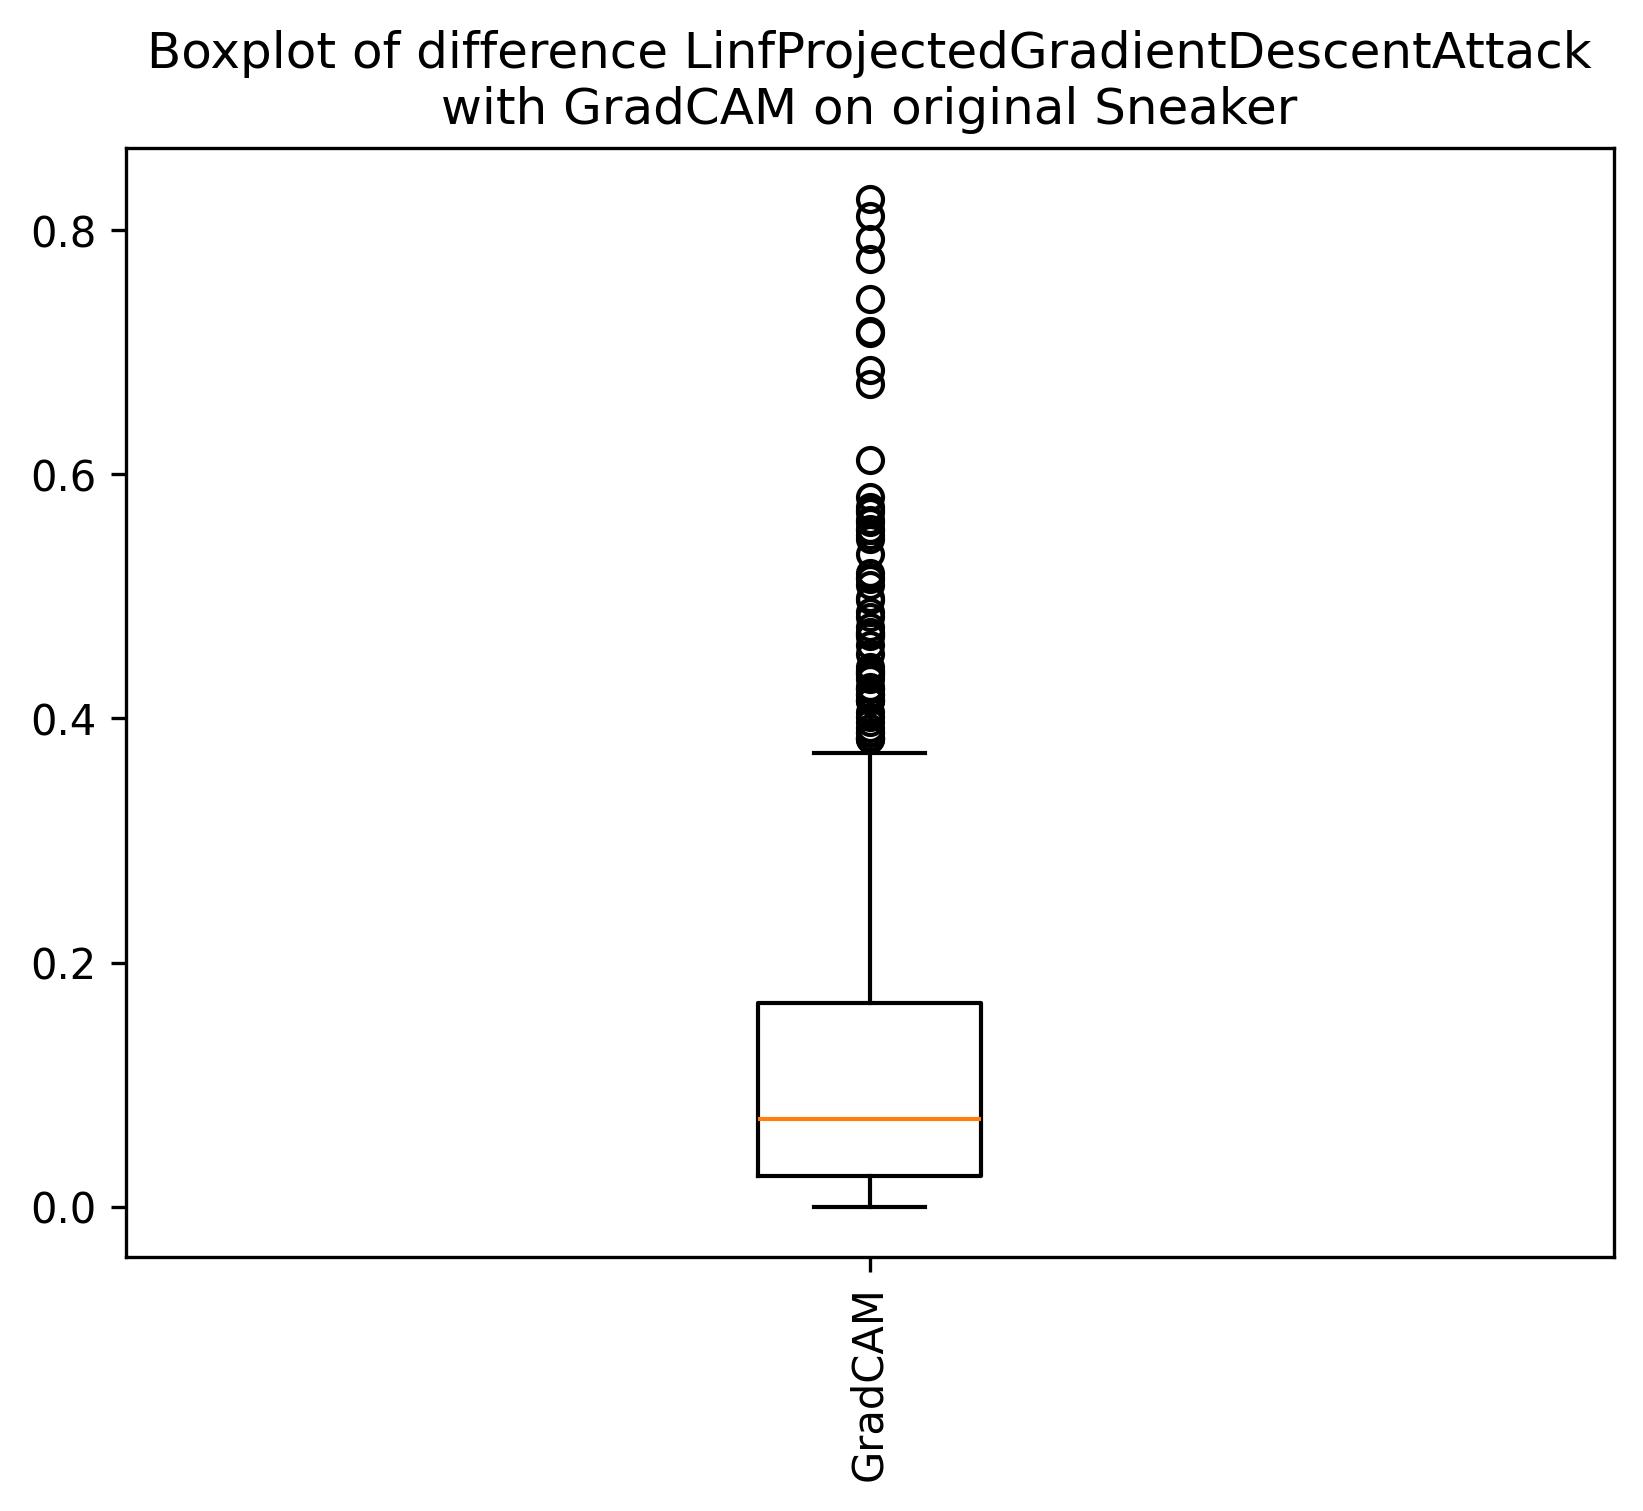 Boxplot of difference LinfProjectedGradientDescentAttack
with GradCAM on original Sneaker
0.8
0.6
0.4
0.2
0.0
GradCAM